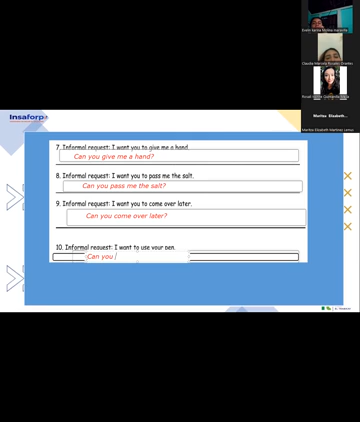 Insaforp
7. Informal request: I want you to give me a hand.
Can you give me a hand?
8. Informal request: I want you to pass me the salt.
Can you pass me the salt?
9. Informal request: I want you to come over later.
Can you come over later?
10. Informal request: I want to use your pen.
Can you
Maritza Elizabeth...